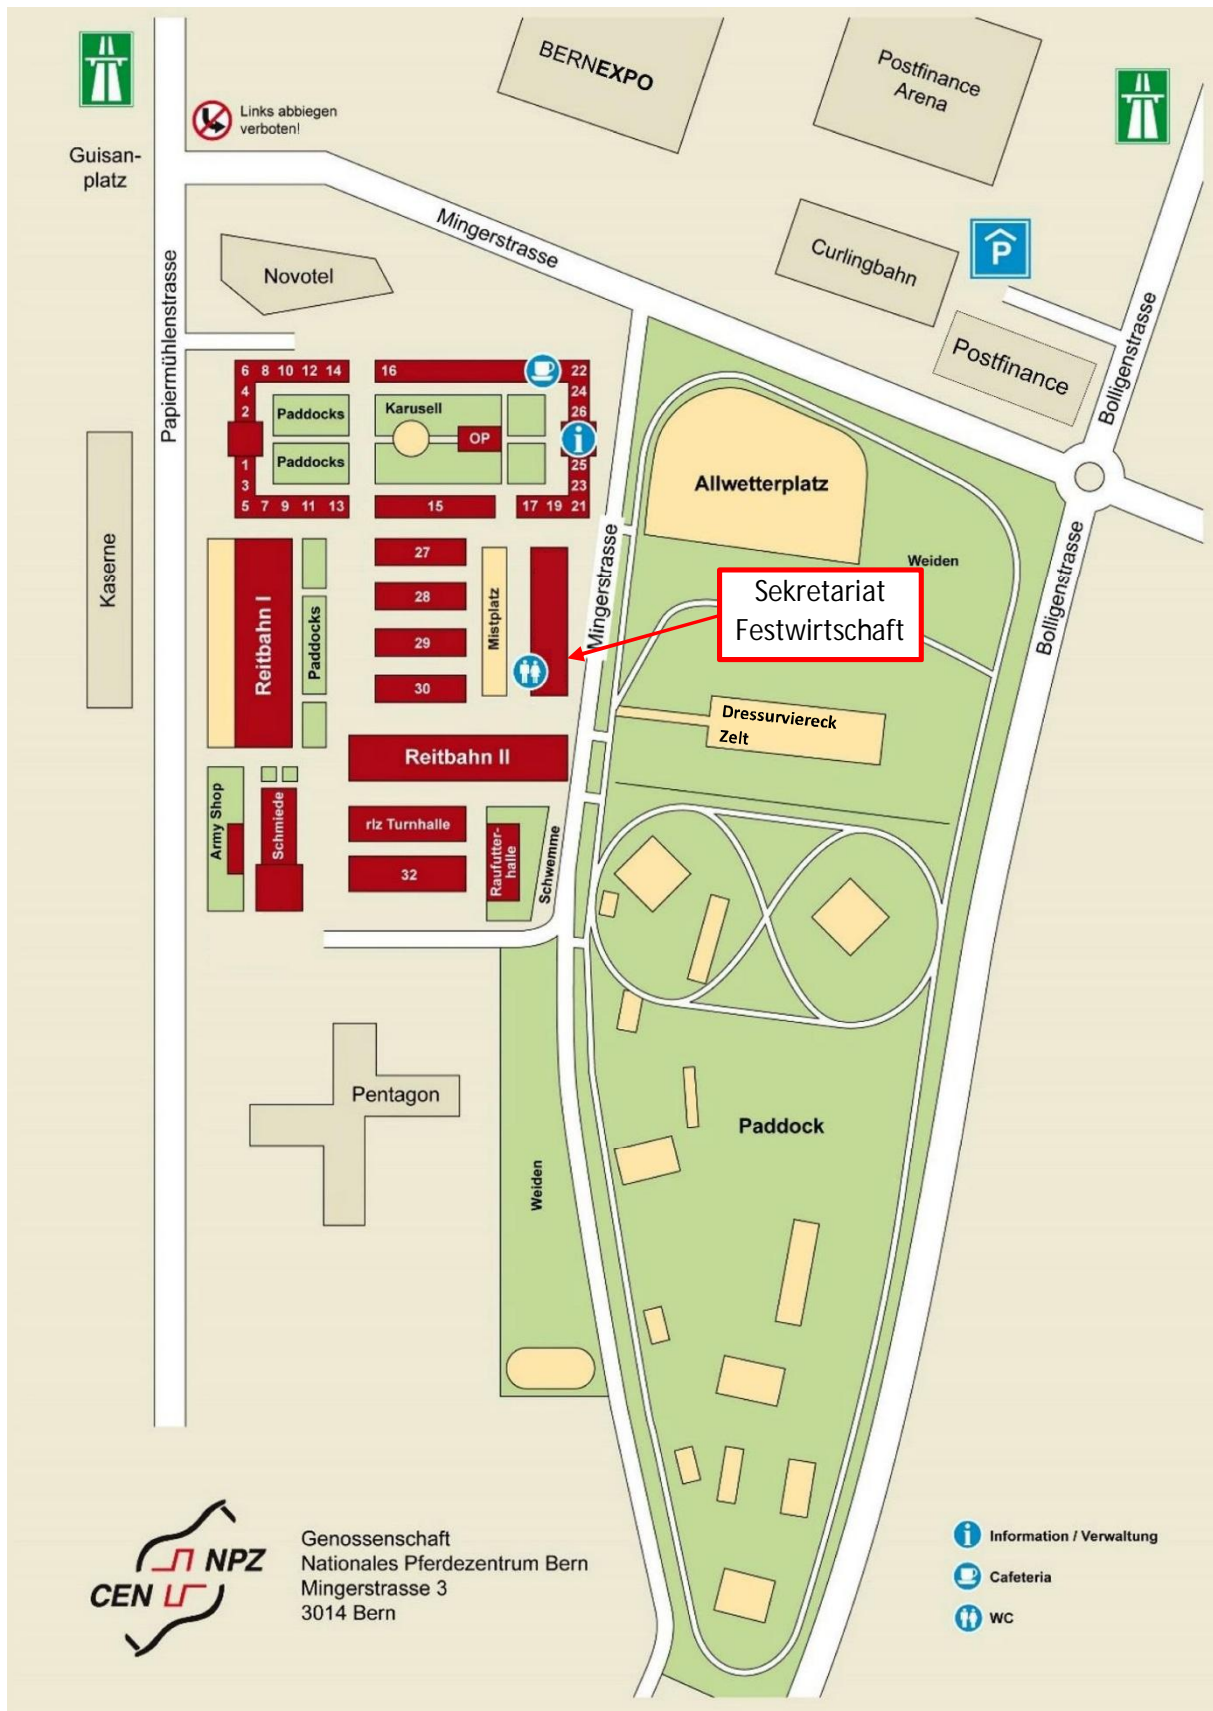 BERNEXPO
Postfinance
Arena
Links abbiegen
verboten!
Guisan-
platz
Mingerstrasse
Curlingbahn
P
Novotel
Papiermühlenstrasse
Postfinance
Bolligenstrasse
6 8 10 12 14
16
22
4
24
2
Paddocks
Karusell
26
OP
i
1
Paddocks
25
3
23
5 7 9 11 13
15
17 19 21
Allwetterplatz
Kaserne
Reitbahn I
Paddocks
27
28
29
30
Mistplatz
Mingerstrasse
Weiden
Bolligenstrasse
Sekretariat
Festwirtschaft
Dressurviereck
Zelt
Reitbahn II
Army Shop
Schmiede
rlz Turnhalle
32
Raufutter-
halle
Schwemme
Pentagon
Paddock
Weiden
NPZ
CEN
Genossenschaft
Nationales Pferdezentrum Bern
Mingerstrasse 3
3014 Bern
i Information / Verwaltung
Cafeteria
WC